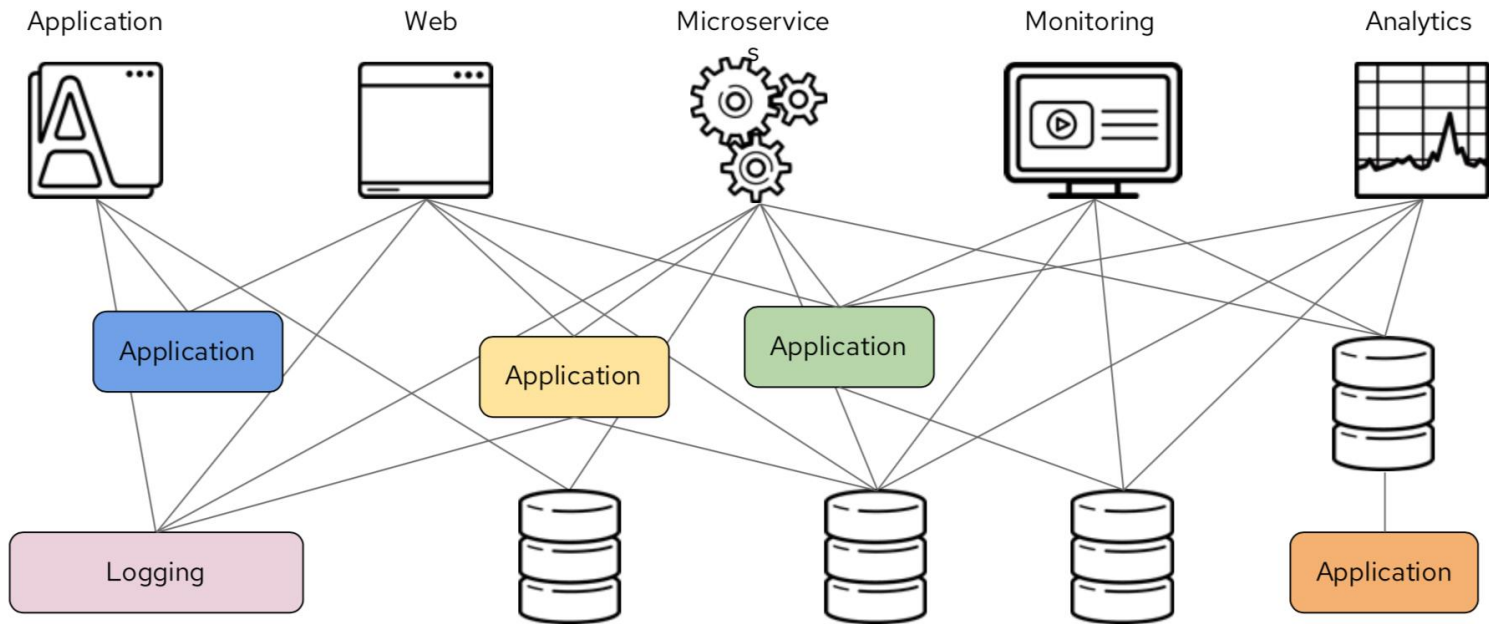 Application
Web
Microservice
s
Monitoring
Analytics
Application
Application
Application
Logging
Application